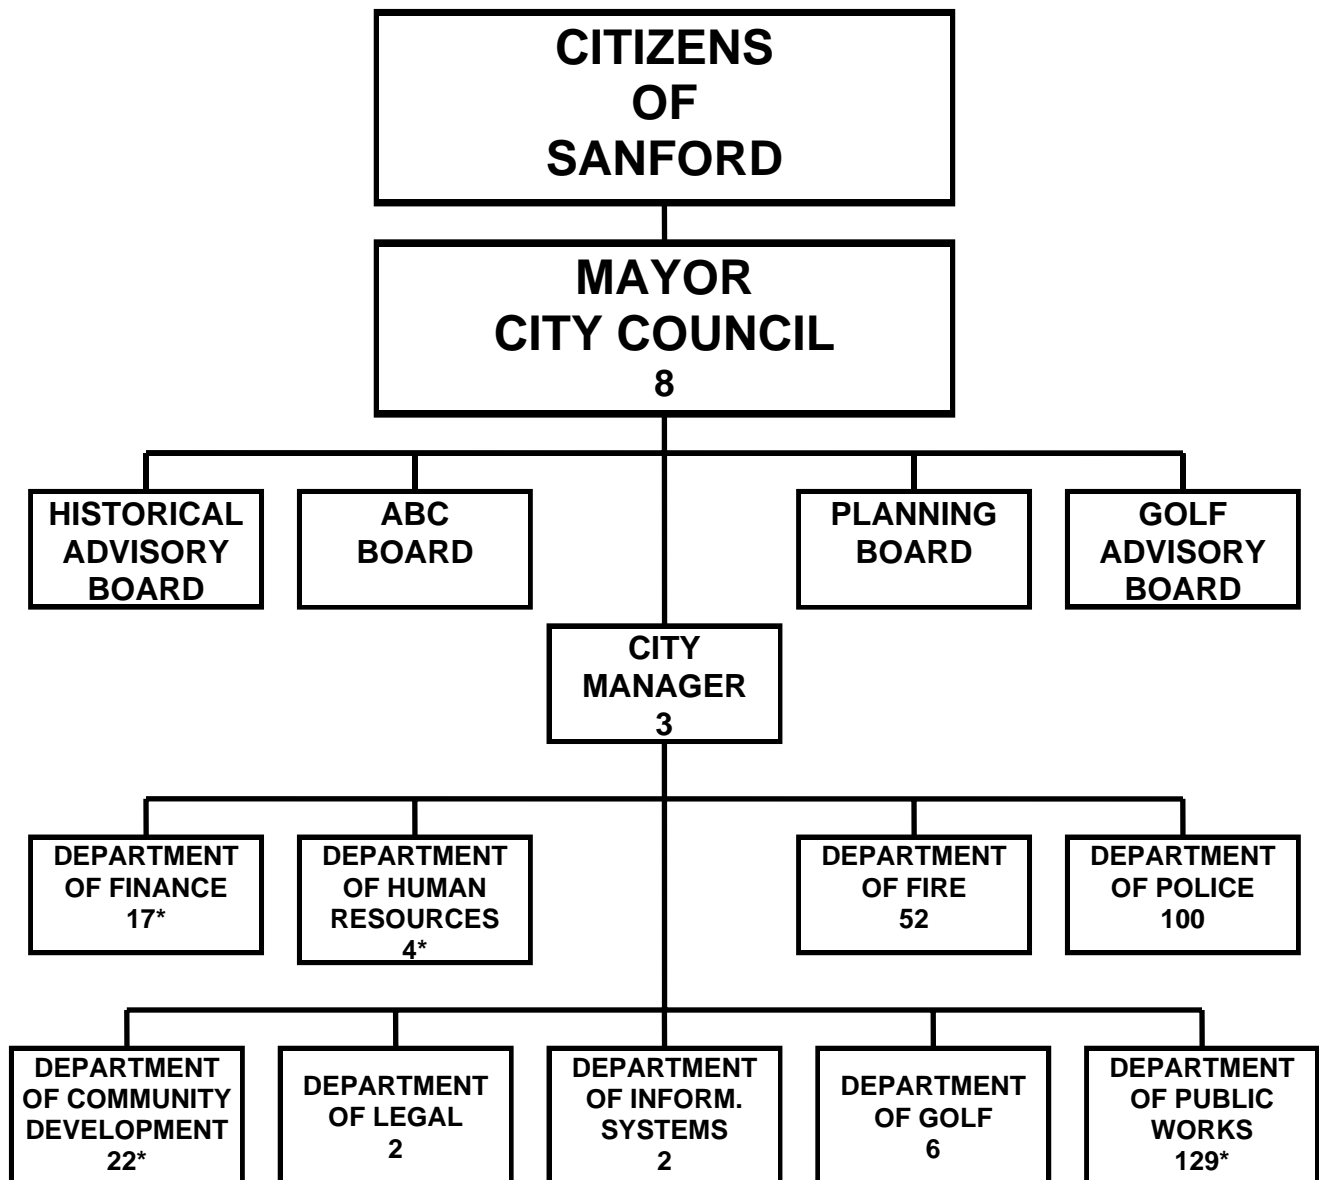 CITIZENS
OF
SANFORD
MAYOR
CITY COUNCIL
8
HISTORICAL
ADVISORY
BOARD
ABC
BOARD
PLANNING
BOARD
GOLF
ADVISORY
BOARD
CITY
MANAGER
3
DEPARTMENT
OF FINANCE
17*
DEPARTMENT
OF HUMAN
RESOURCES
4*
DEPARTMENT
OF FIRE
52
DEPARTMENT
OF POLICE
100
DEPARTMENT
OF COMMUNITY
DEVELOPMENT
22*
DEPARTMENT
OF LEGAL
2
DEPARTMENT
OF INFORM.
SYSTEMS
2
DEPARTMENT
OF GOLF
6
DEPARTMENT
OF PUBLIC
WORKS
129*